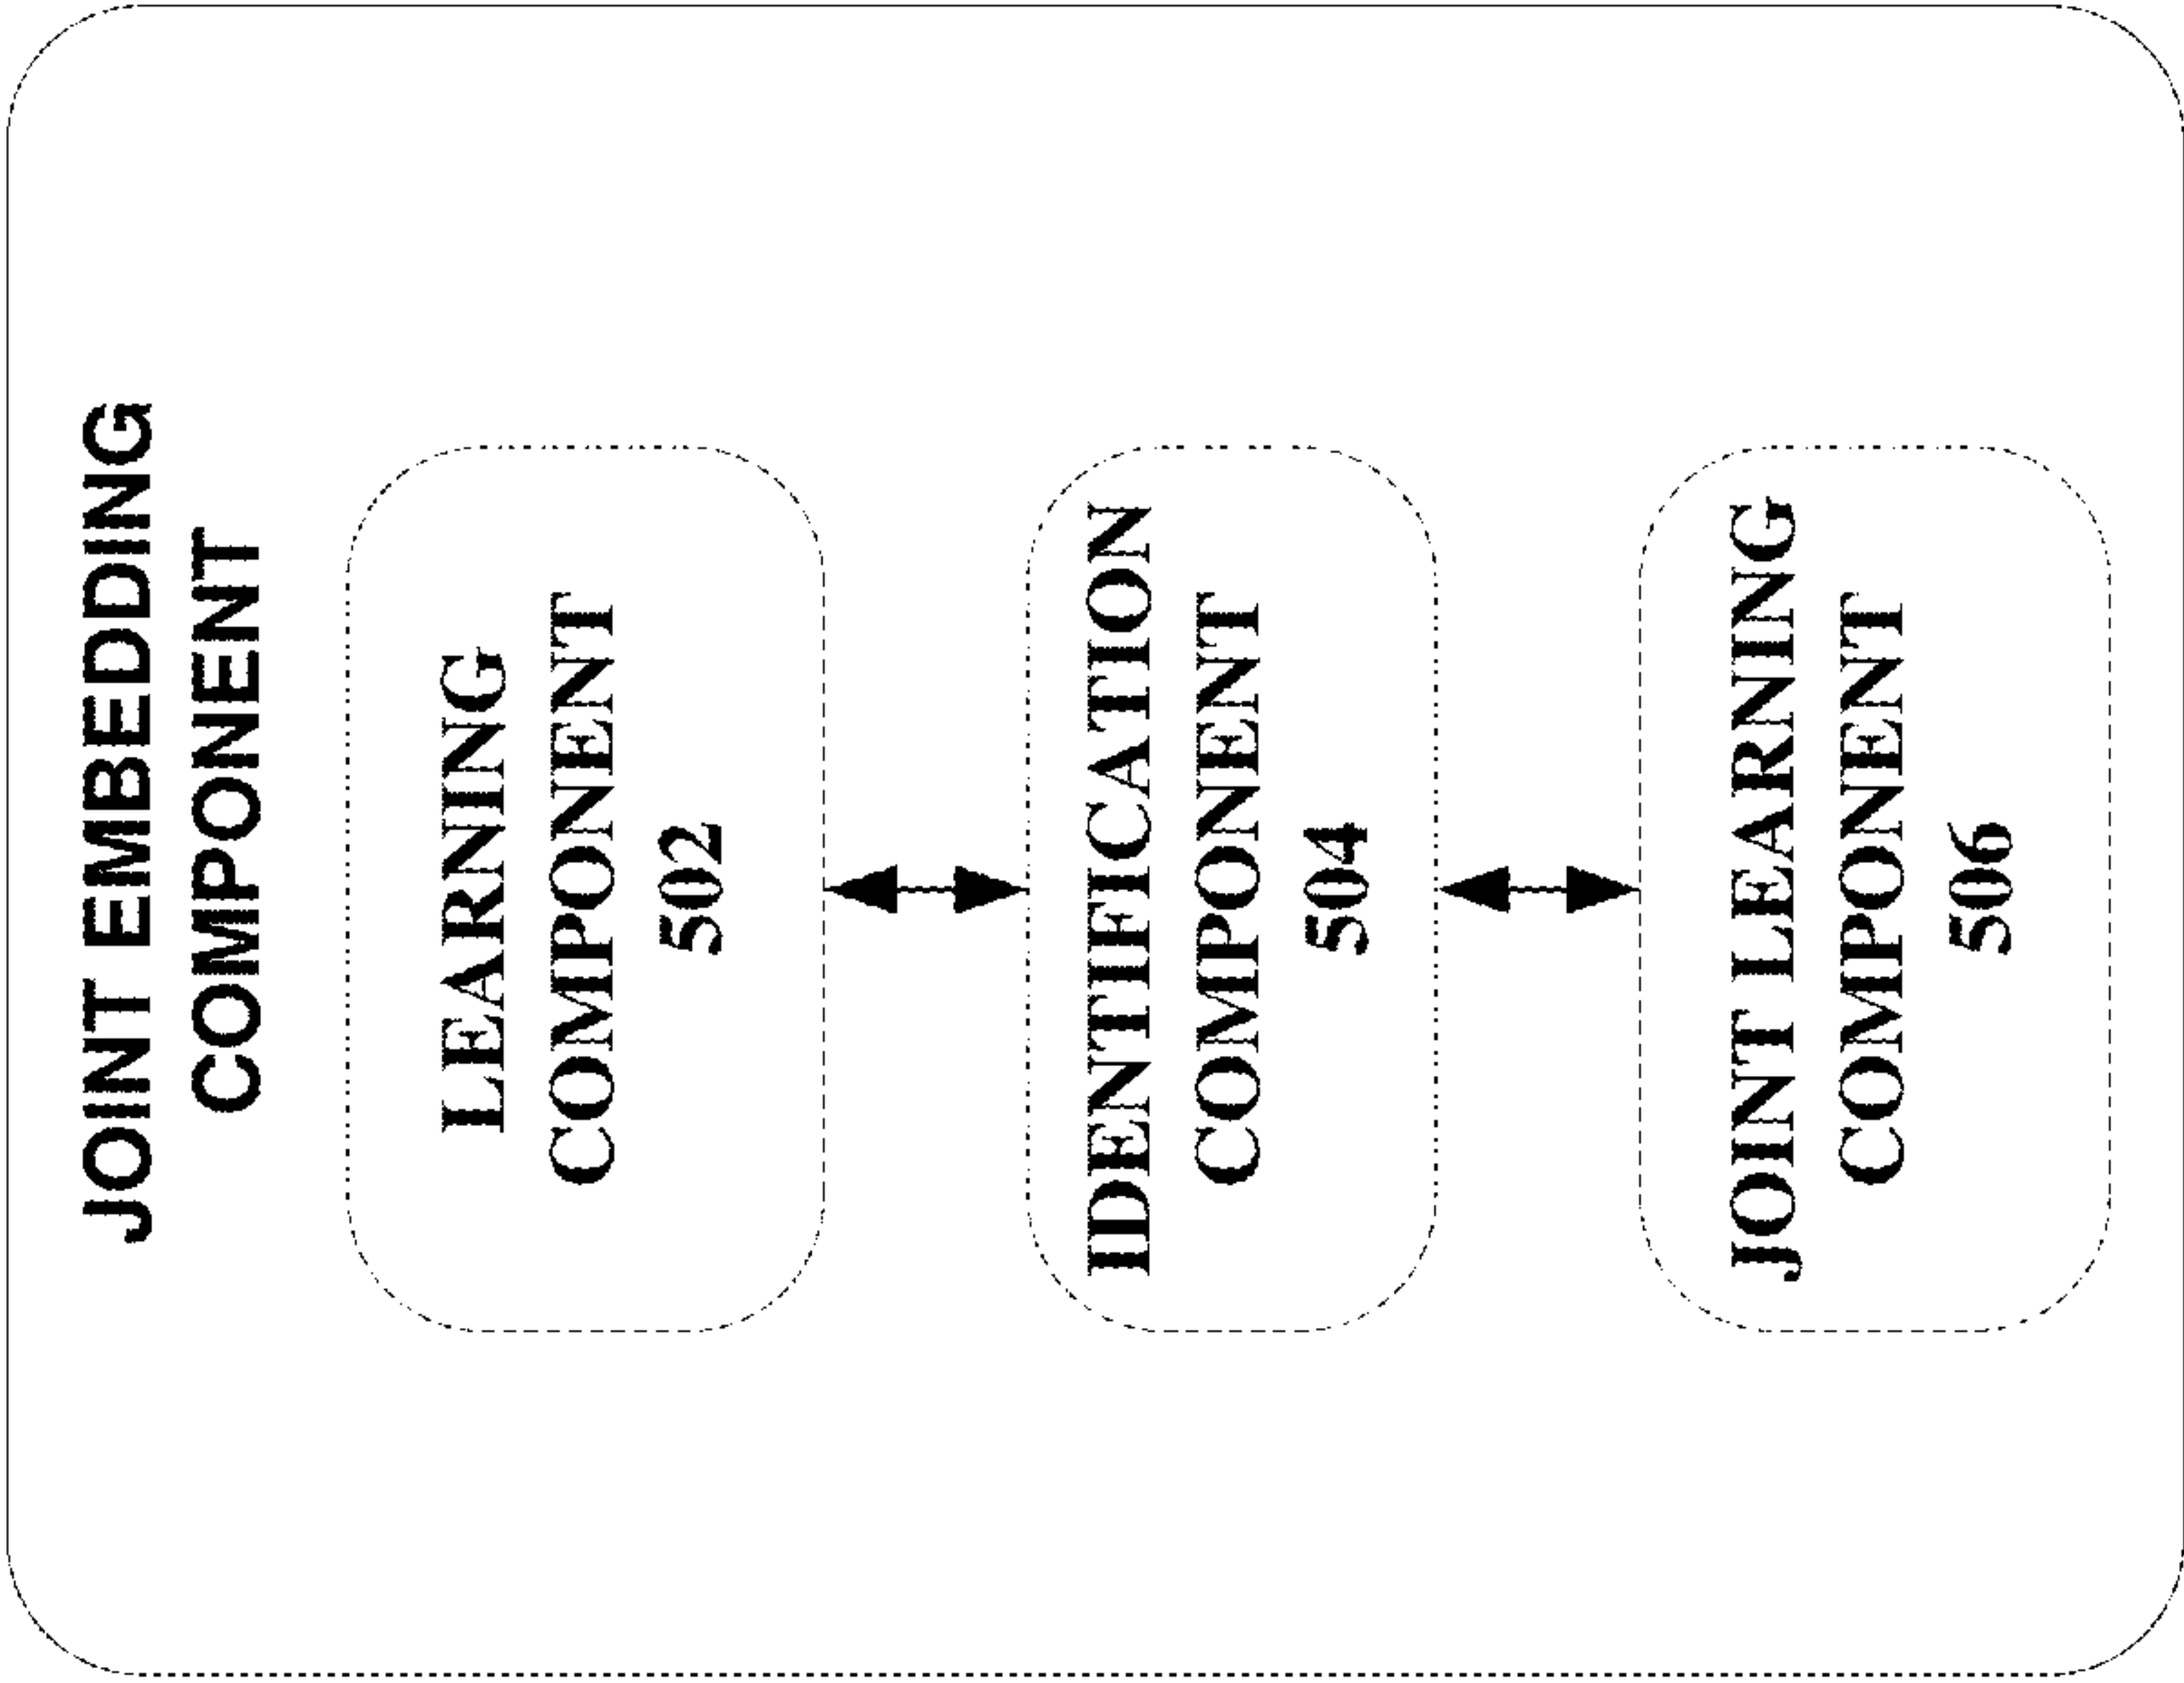 JOINT EMBEDDING
COMPONENT
LEARNING
COMPONENT
502
IDENTIFICATION
COMPONENT
504
JOINT LEARNING
COMPONENT
506